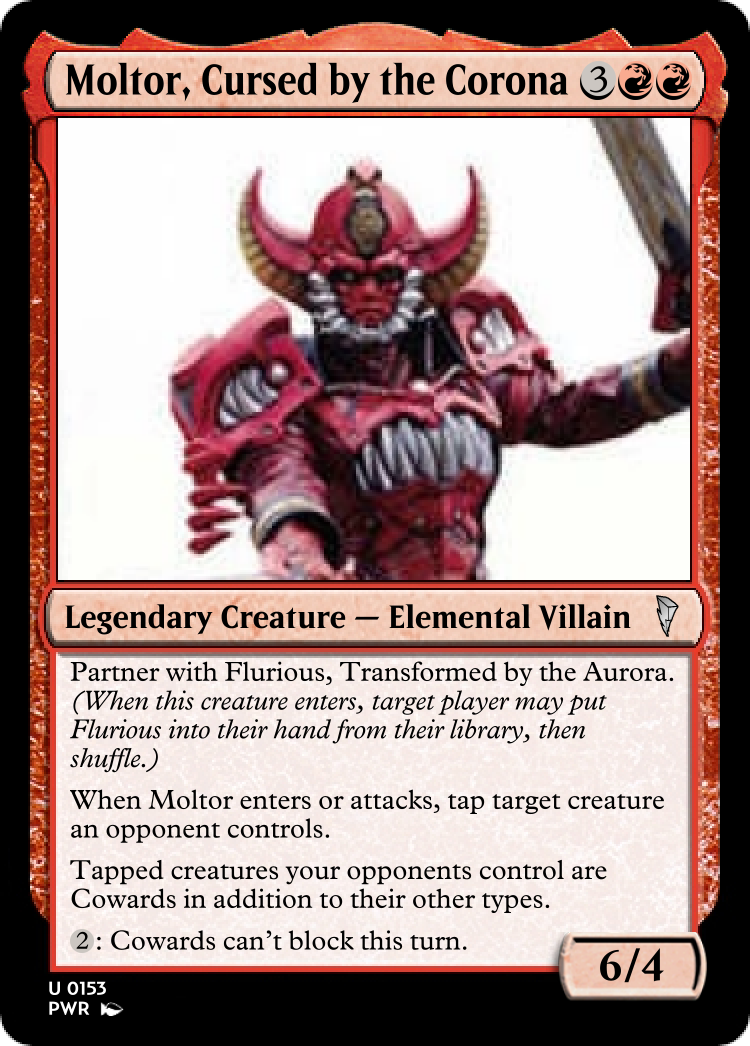 Moltor, Cursed by the Corona 3
Legendary Creature — Elemental Villain
Partner with Flurious, Transformed by the Aurora.
(When this creature enters, target player may put
Flurious into their hand from their library, then
shuffle.)
When Moltor enters or attacks, tap target creature
an opponent controls.
Tapped creatures your opponents control are
Cowards in addition to their other types.
2: Cowards can't block this turn.
6/4
U 0153
PWR